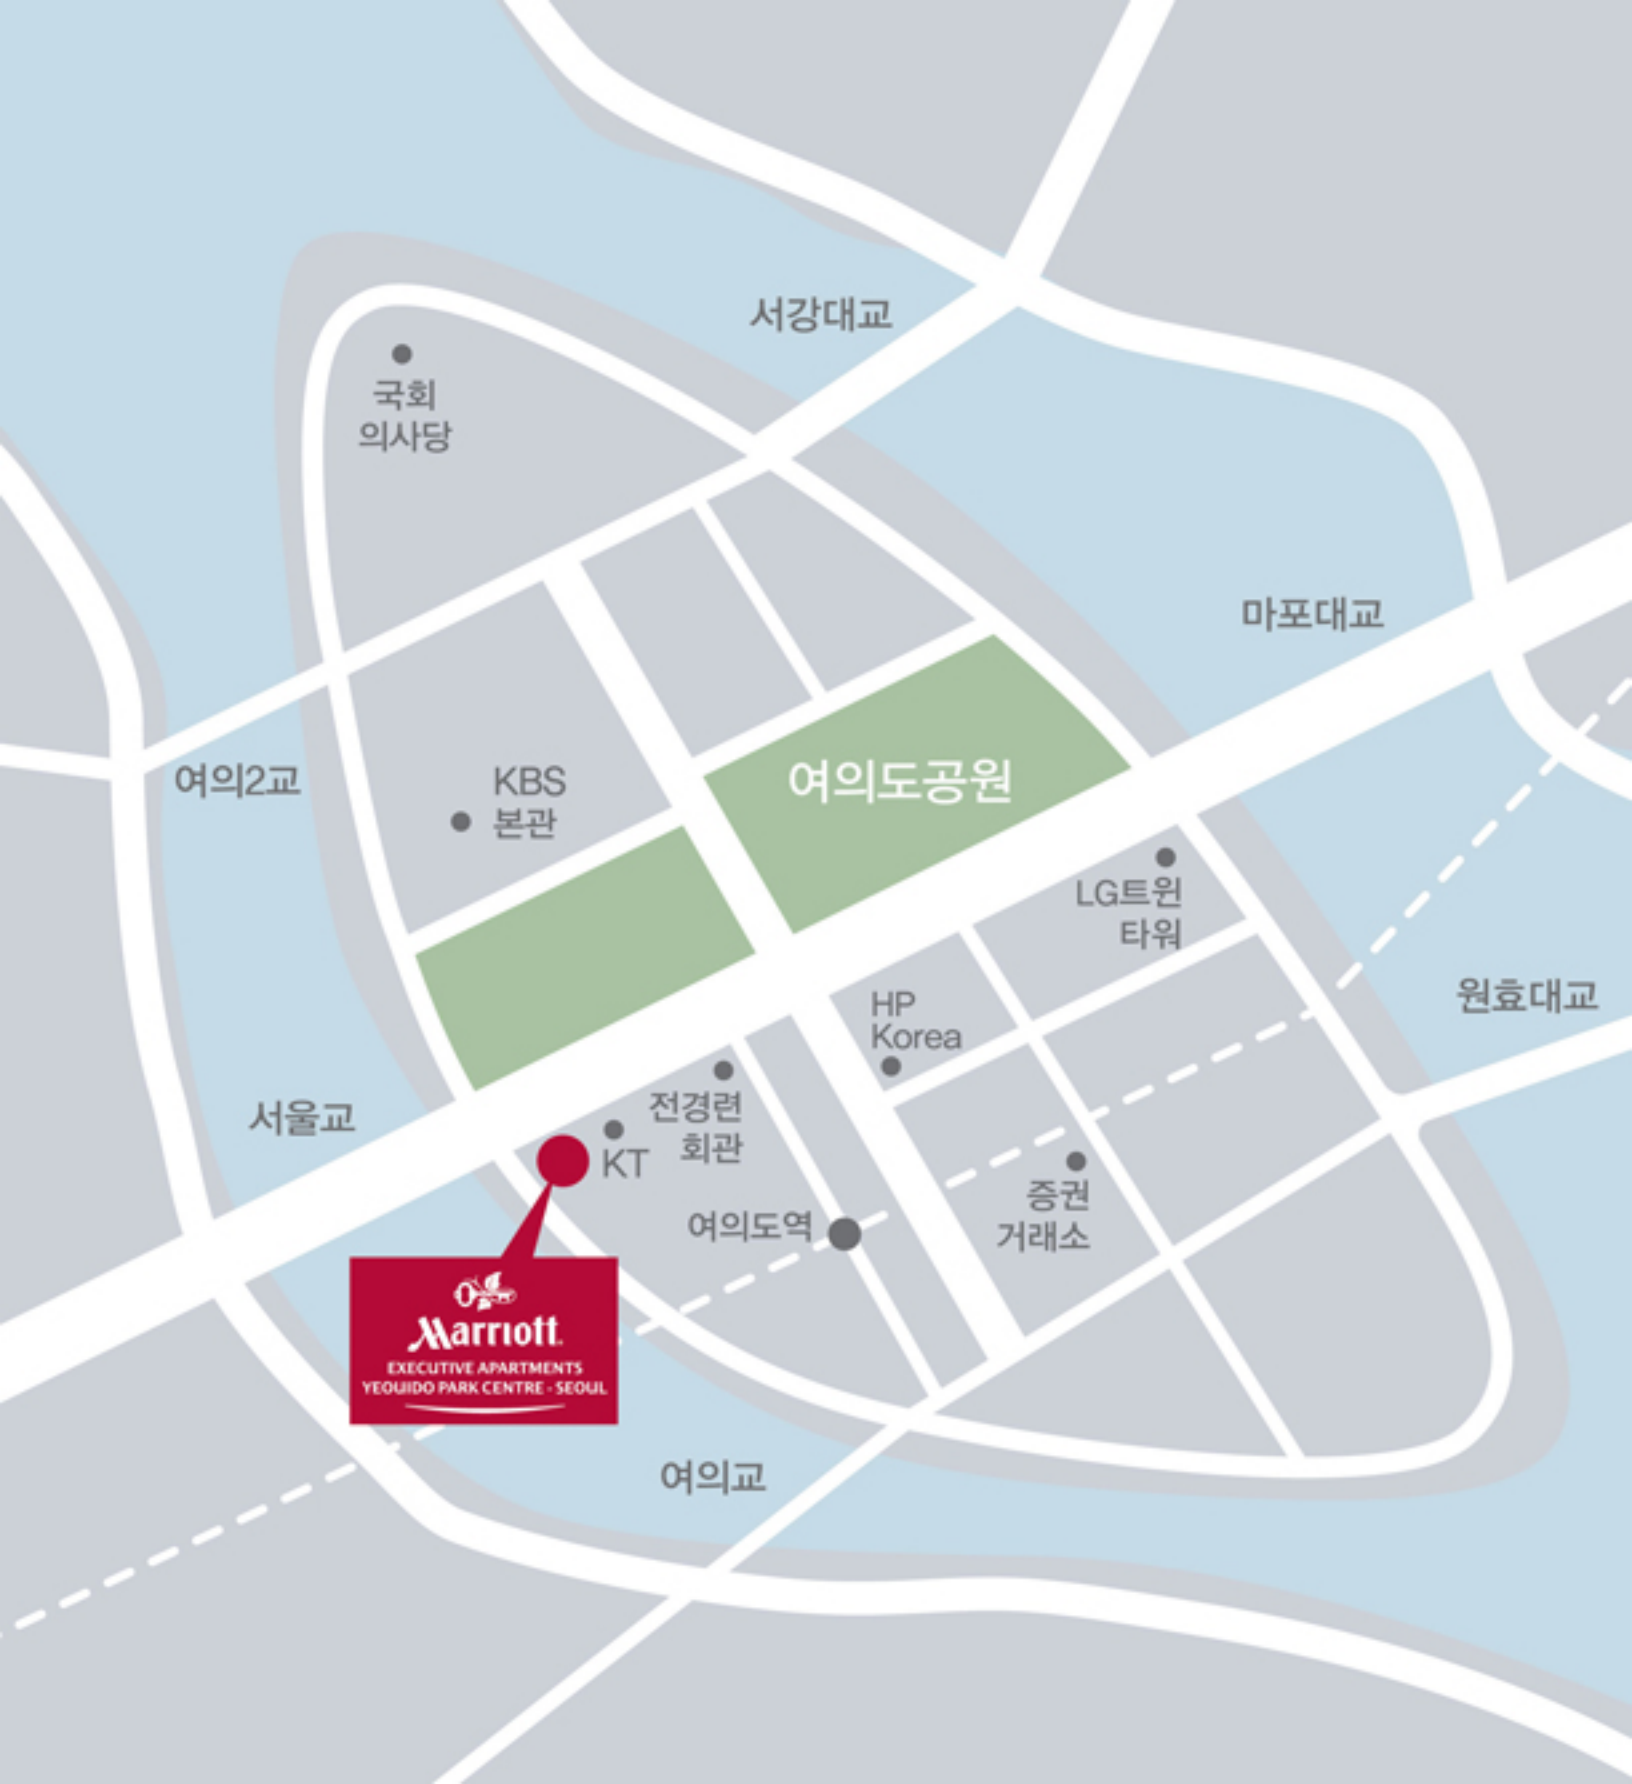 서강대교
국회
의사당
마포대교
여의2교
KBS
본관
여의도공원
LG트윈
타워
HP
Korea
원효대교
서울교
전경련
회관
KT
여의도역
증권
거래소
Marriott
EXECUTIVE APARTMENTS
YEOUIDO PARK CENTRE - SEOUL
여의교